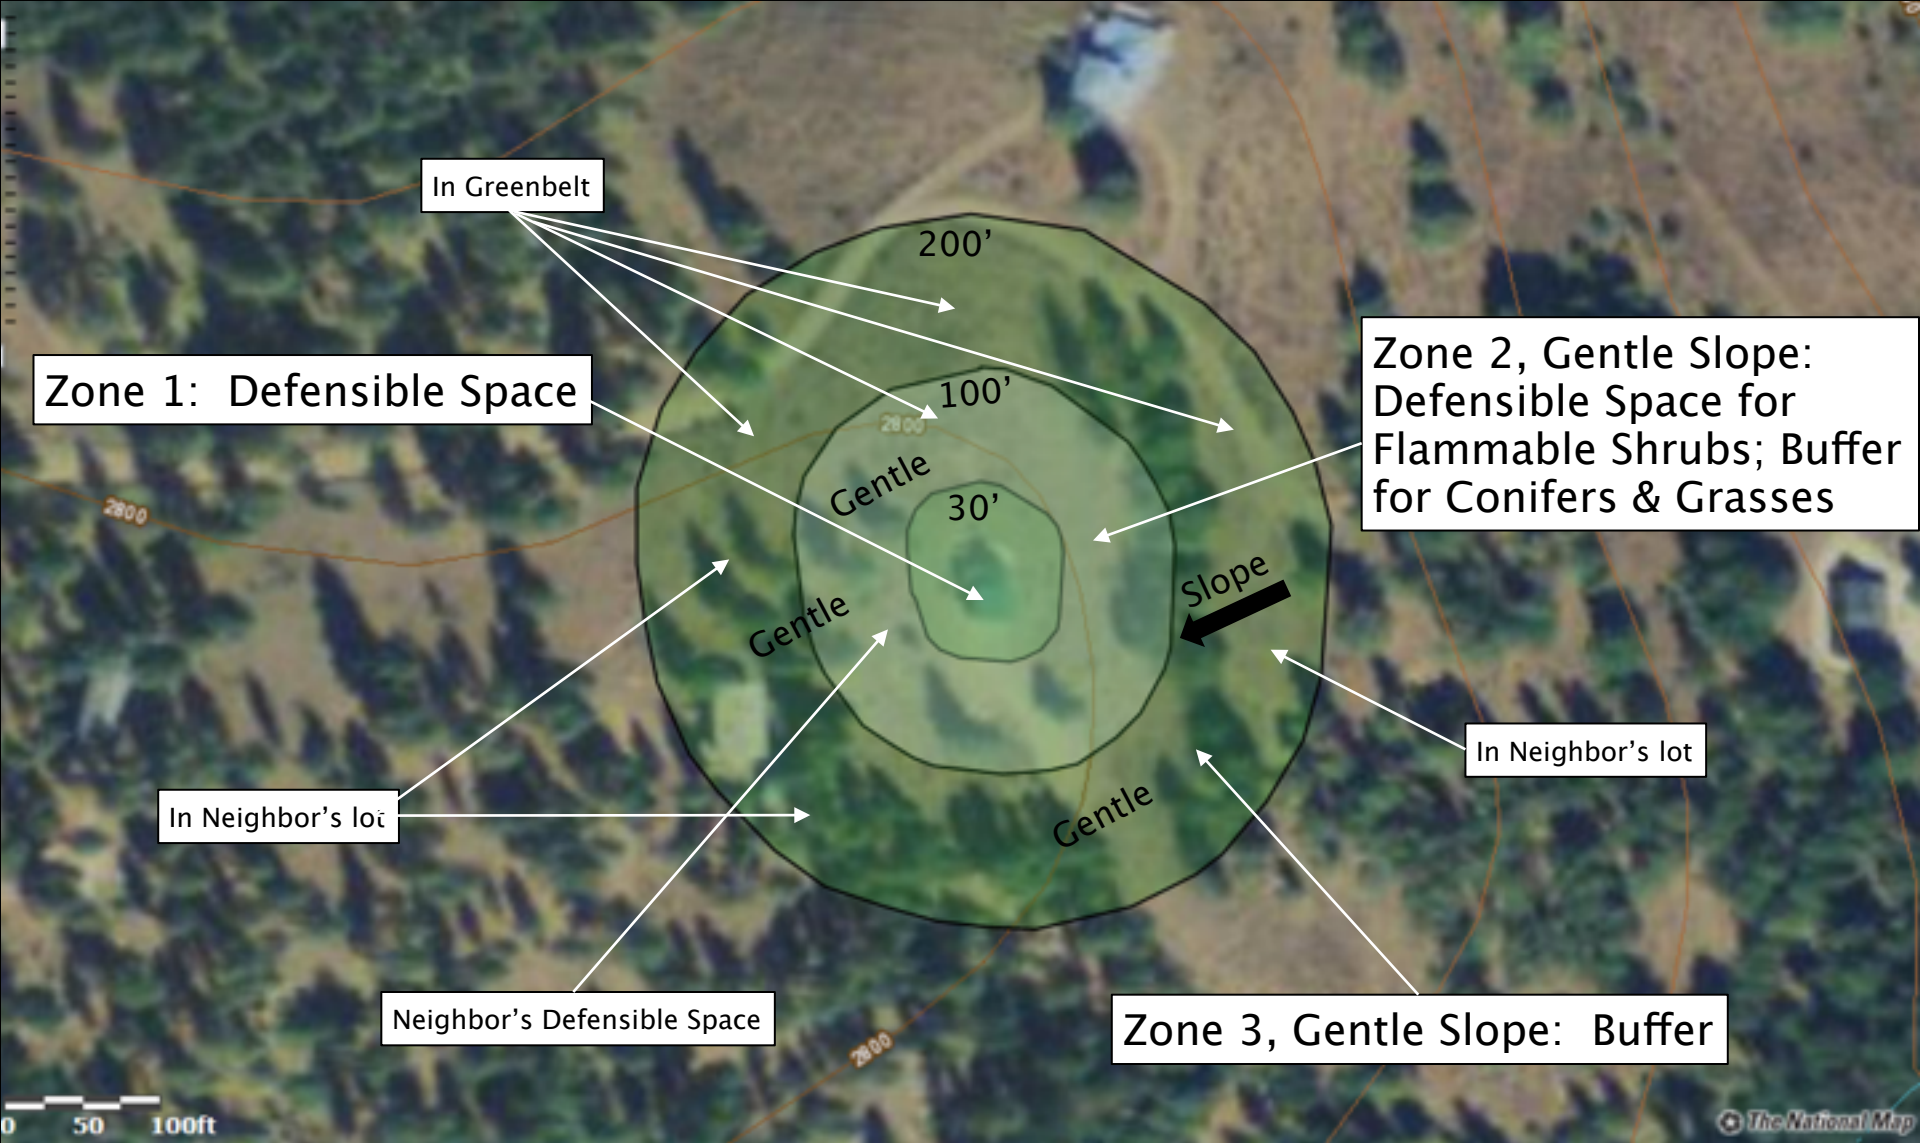 In Greenbelt
200’
Zone 1: Defensible Space
100’
2800
Zone 2, Gentle Slope:
Defensible Space for
Flammable Shrubs; Buffer
for Conifers & Grasses
Gentle
30’
2800
Slope
Gentle
In Neighbor’s lot
In Neighbor’s lot
Gentle
Neighbor’s Defensible Space
Zone 3, Gentle Slope: Buffer
2800
0 50 100ft
The National Map